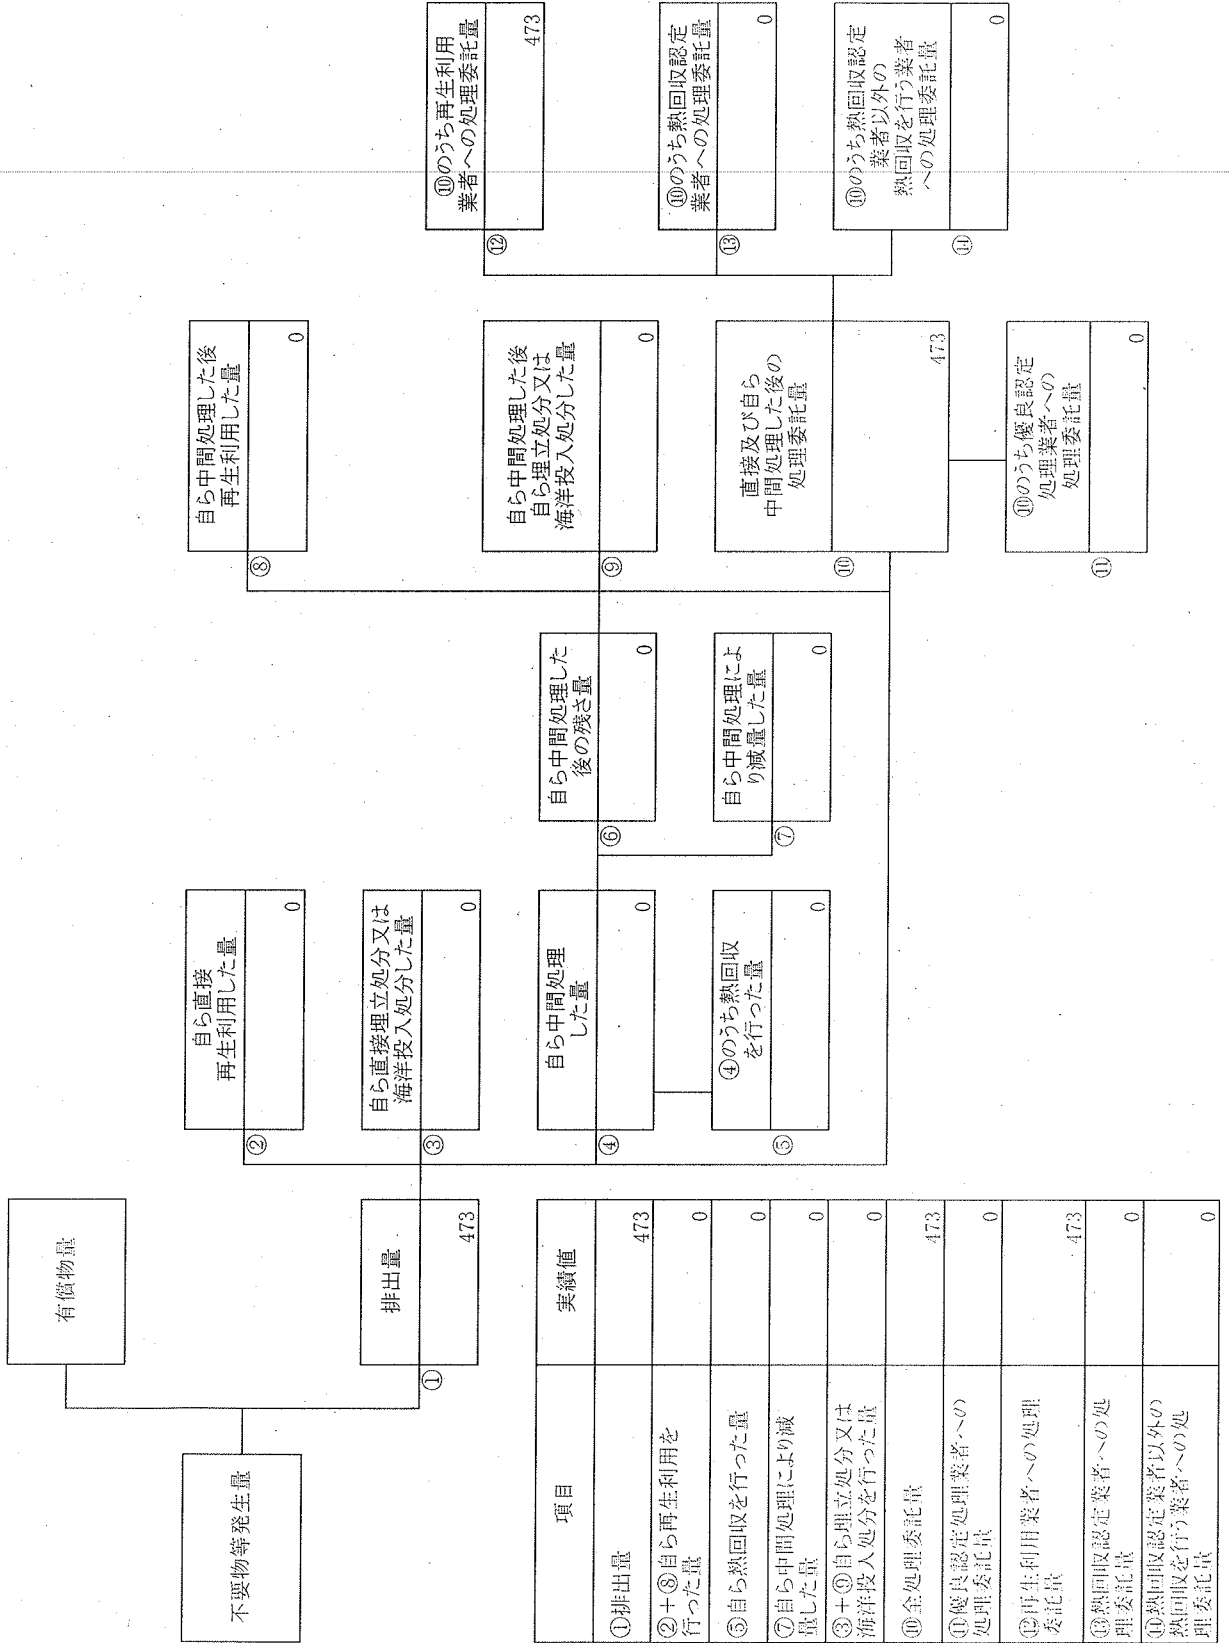 不要物等発生量
有償物量
排出量
①
473
自ら直接
再生利用した量
②
0
自ら直接埋立処分又は
海洋投入処分した量
③
0
自ら中間処理
した量
④
0
④のうち熱回収
を行った量
⑤
0
自ら中間処理した
後の残さ量
⑥
0
自ら中間処理によ
り減量した量
⑦
0
自ら中間処理した後
再生利用した量
⑧
0
自ら中間処理した後
自ら埋立処分又は
海洋投入処分した量
⑨
0
直接及び自ら
中間処理した後の
処理委託量
⑩
473
⑩のうち優良認定
処理業者への
処理委託量
⑪
0
⑩のうち再生利用
業者への処理委託量
⑫
473
⑩のうち熱回収認定
業者への処理委託量
⑬
0
⑩のうち熱回収認定
業者以外の
熱回収を行う業者
への処理委託量
⑭
0
項目 実績値
①排出量 473
②+⑧自ら再生利用を
行った量 0
⑤自ら熱回収を行った量 0
⑦自ら中間処理により減
量した量 0
③+⑨自ら埋立処分又は
海洋投入処分を行った量 0
⑩全処理委託量 473
⑪優良認定処理業者への
処理委託量 0
⑫再生利用業者への処理
委託量 473
⑬熱回収認定業者への処
理委託量 0
⑭熱回収認定業者以外の
熱回収を行う業者への処
理委託量 0